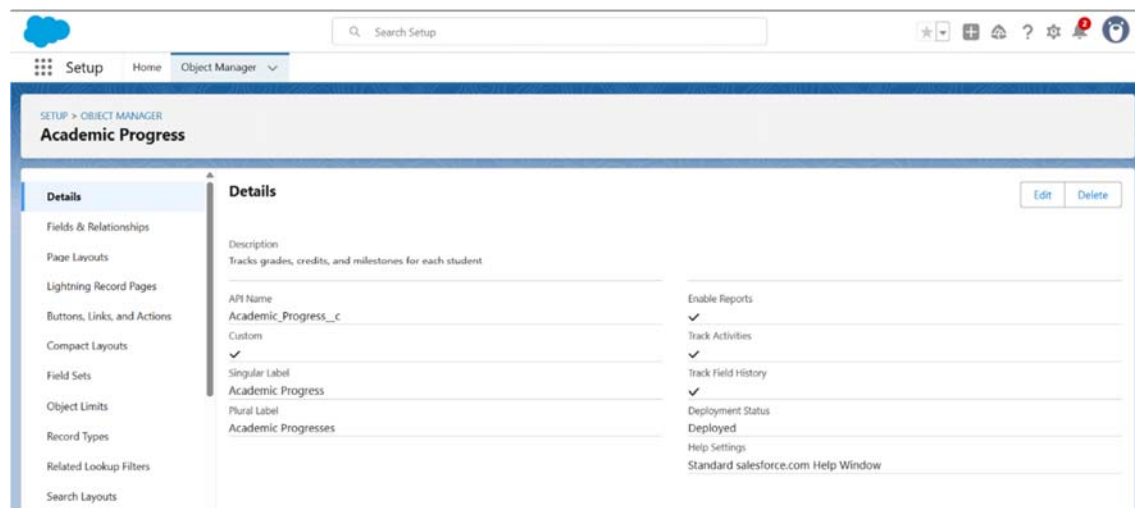 Search Setup
2
Setup Home Object Manager
SETUP > OBJECT MANAGER
Academic Progress
Details
Fields & Relationships
Page Layouts
Lightning Record Pages
Buttons, Links, and Actions
Compact Layouts
Field Sets
Object Limits
Record Types
Related Lookup Filters
Search Layouts
Details
Edit Delete
Description
Tracks grades, credits, and milestones for each student
API Name
Academic_Progress__c
Custom
Singular Label
Academic Progress
Plural Label
Academic Progresses
Enable Reports
Track Activities
Track Field History
Deployment Status
Deployed
Help Settings
Standard salesforce.com Help Window